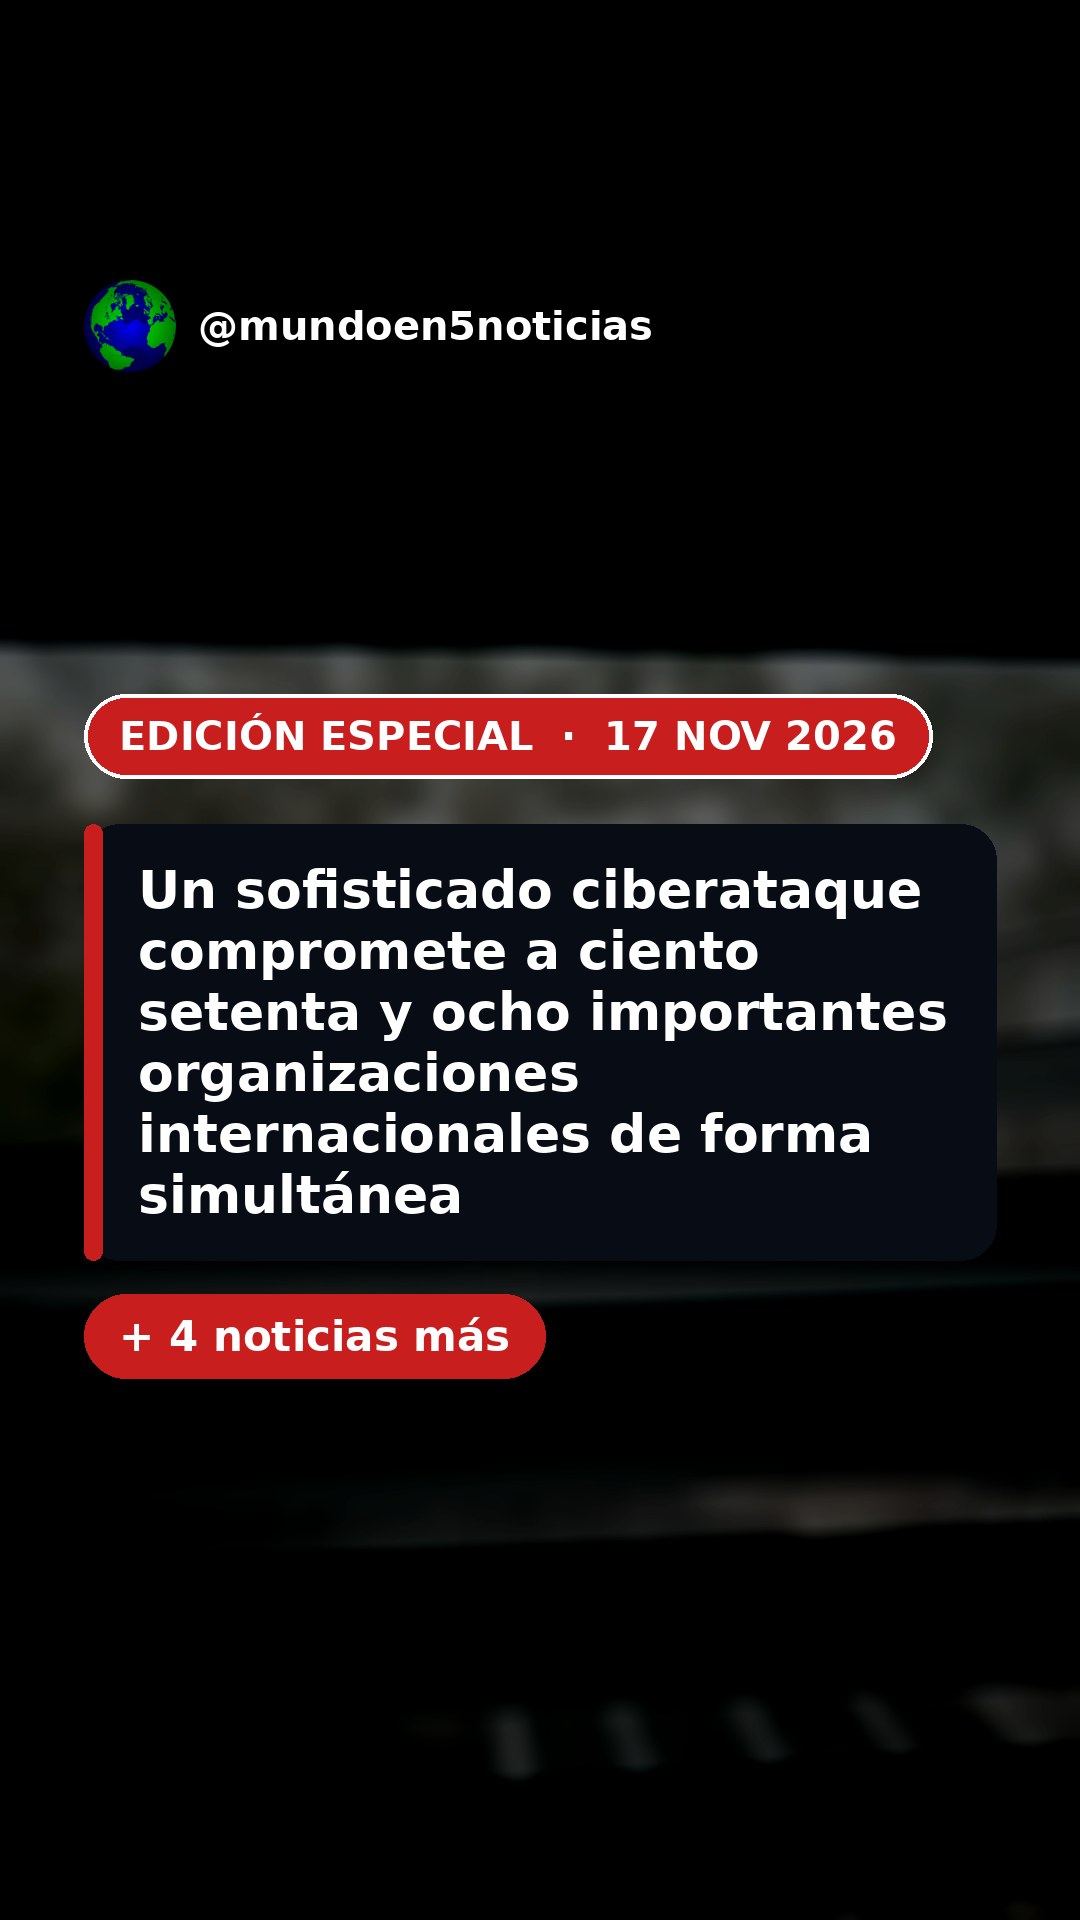 @mundoen5noticias
EDICIÓN ESPECIAL · 17 NOV 2026
Un sofisticado ciberataque
compromete a ciento
setenta y ocho importantes
organizaciones
internacionales de forma
simultánea
+ 4 noticias más